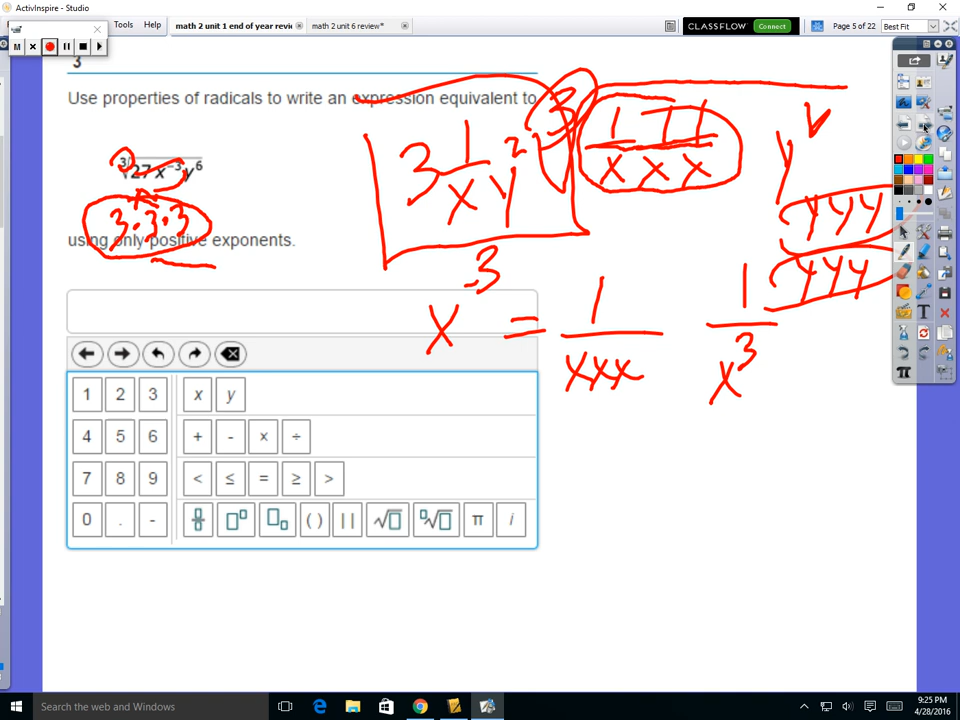 ActivInspire - Studio
Tools Help math 2 unit 1 end of year revi math 2 unit 6 review* CLASSFLOW Connect Page 5 of 22 Best Fit
M
3
Use properties of radicals to write an expression equivalent to
∛27x⁻³y⁶
3·3·3
using only positive exponents.
3 1/x y²
3
1 1 1
x x x
y
yyy
yyy
x⁻³ = 1/xxx 1/x³
1 2 3 x y
4 5 6 + - × ÷
7 8 9 < ≤ = ≥ >
0 . - ( ) | | √ π i
T
π
Search the web and Windows
9:25 PM
4/28/2016